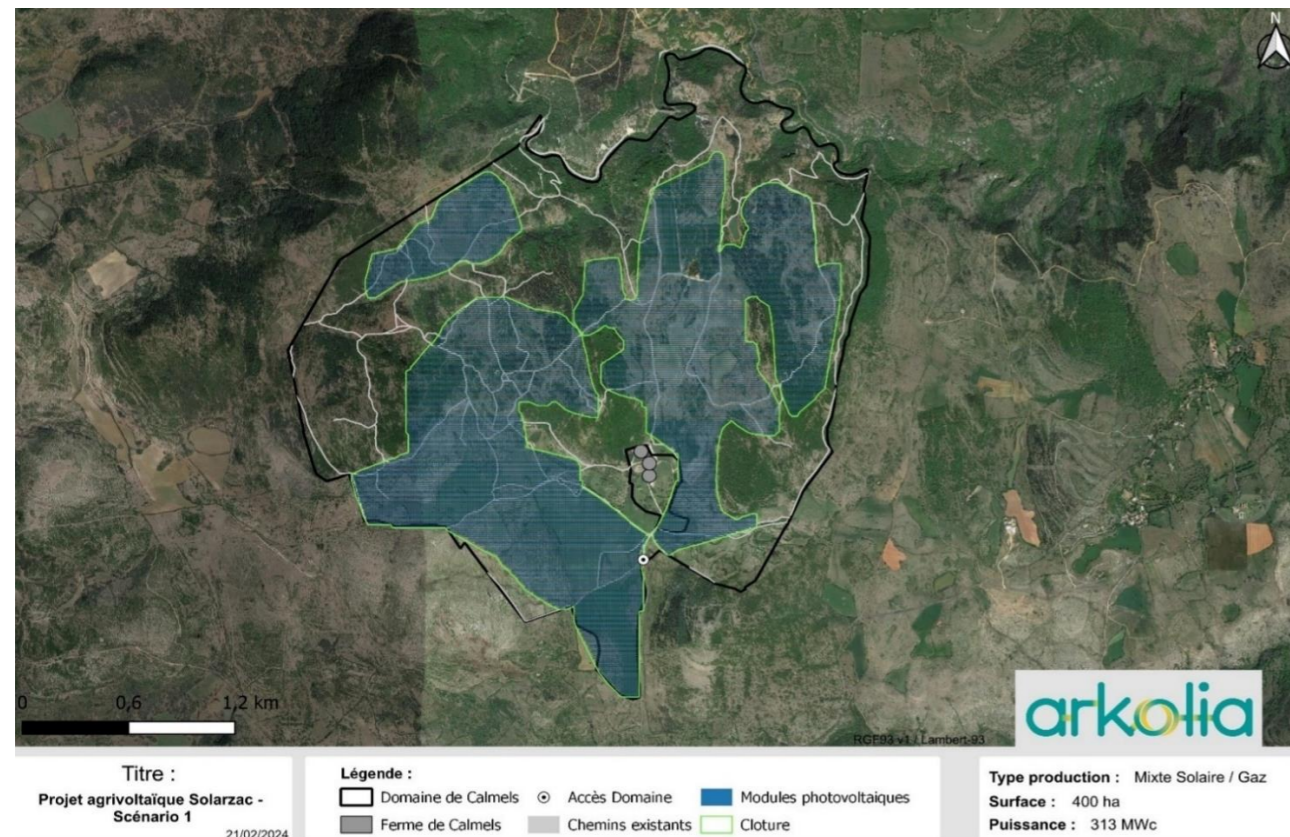 N
0 0,6 1,2 km
RGF93 v1 / Lambert-93
arkolia
Titre :
Projet agrivoltaïque Solarzac -
Scénario 1
21/02/2024
Légende :
Domaine de Calmels Accès Domaine Modules photovoltaiques
Ferme de Calmels Chemins existants Cloture
Type production : Mixte Solaire / Gaz
Surface : 400 ha
Puissance : 313 MWc